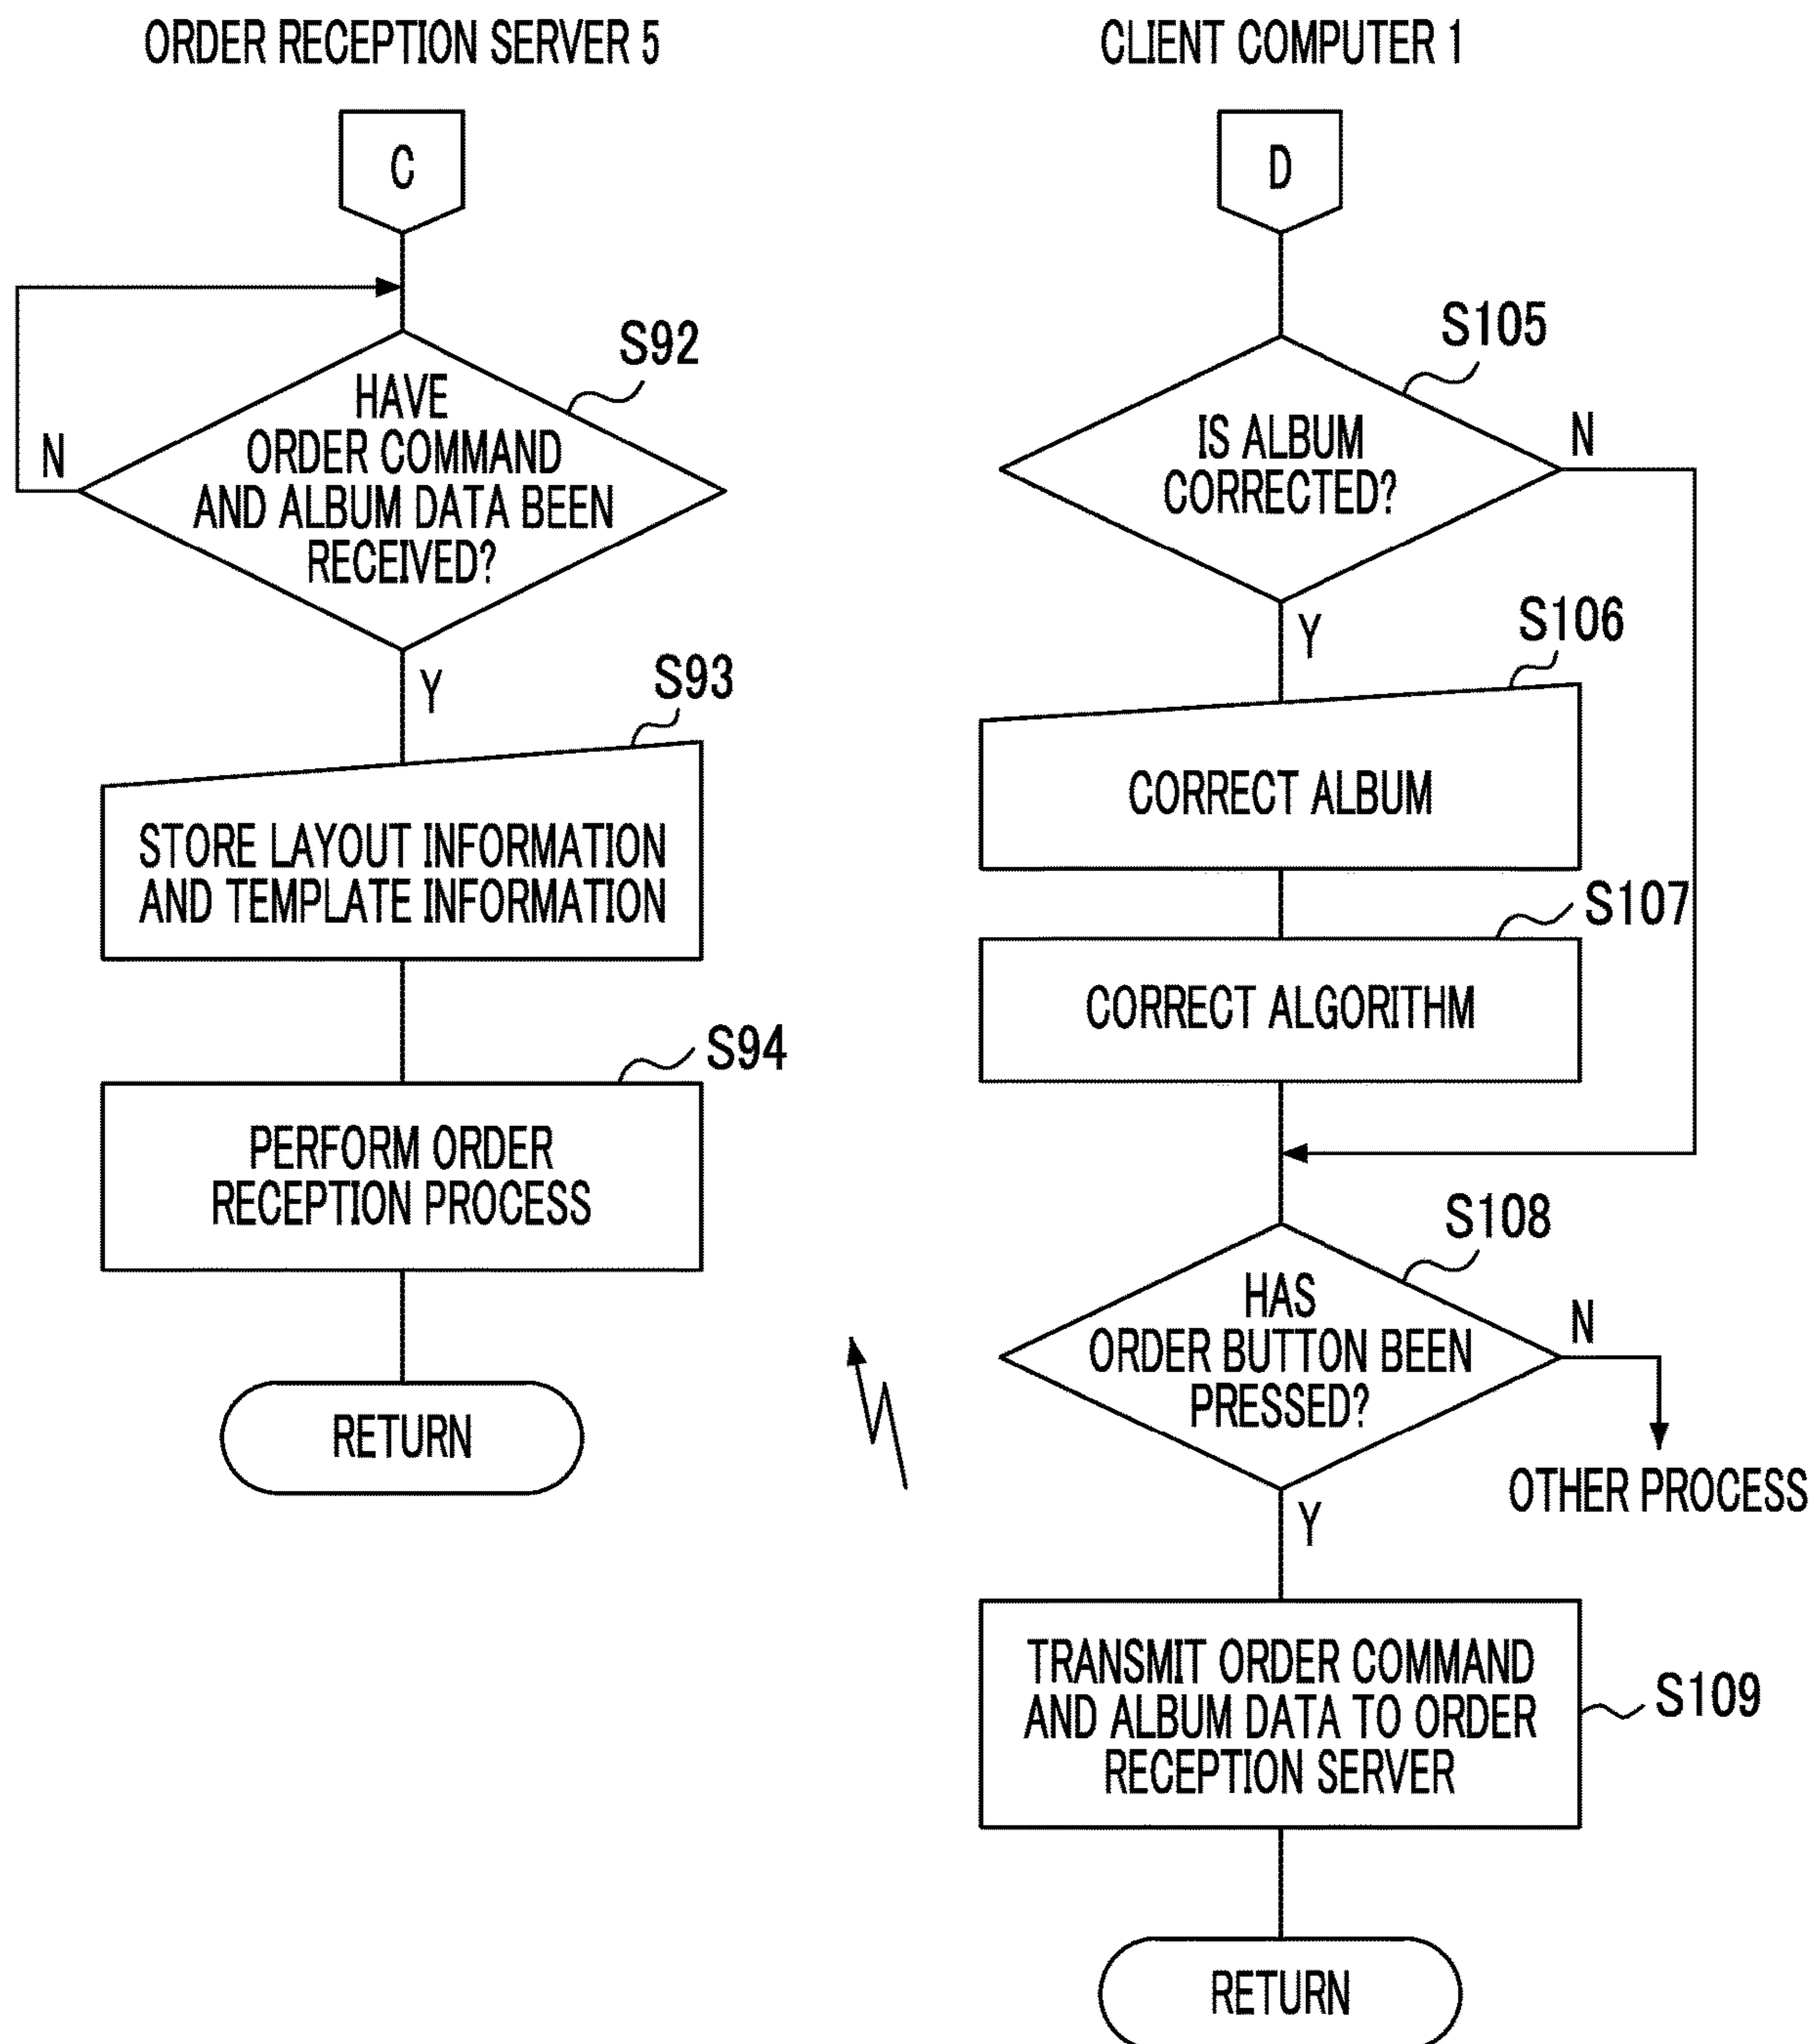 ORDER RECEPTION SERVER 5
C
S92
HAVE
ORDER COMMAND
AND ALBUM DATA BEEN
RECEIVED?
N
Y
S93
STORE LAYOUT INFORMATION
AND TEMPLATE INFORMATION
S94
PERFORM ORDER
RECEPTION PROCESS
RETURN
CLIENT COMPUTER 1
D
S105
IS ALBUM
CORRECTED?
N
Y
S106
CORRECT ALBUM
S107
CORRECT ALGORITHM
S108
HAS
ORDER BUTTON BEEN
PRESSED?
N
OTHER PROCESS
Y
TRANSMIT ORDER COMMAND
AND ALBUM DATA TO ORDER
RECEPTION SERVER
S109
RETURN